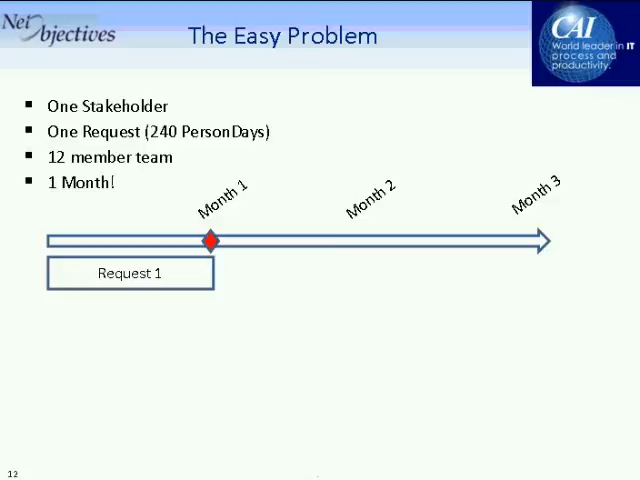 Net Objectives
The Easy Problem
CAI
World leader in IT
process and
productivity.
▪ One Stakeholder
▪ One Request (240 PersonDays)
▪ 12 member team
▪ 1 Month!
Month 1
Month 2
Month 3
Request 1
12